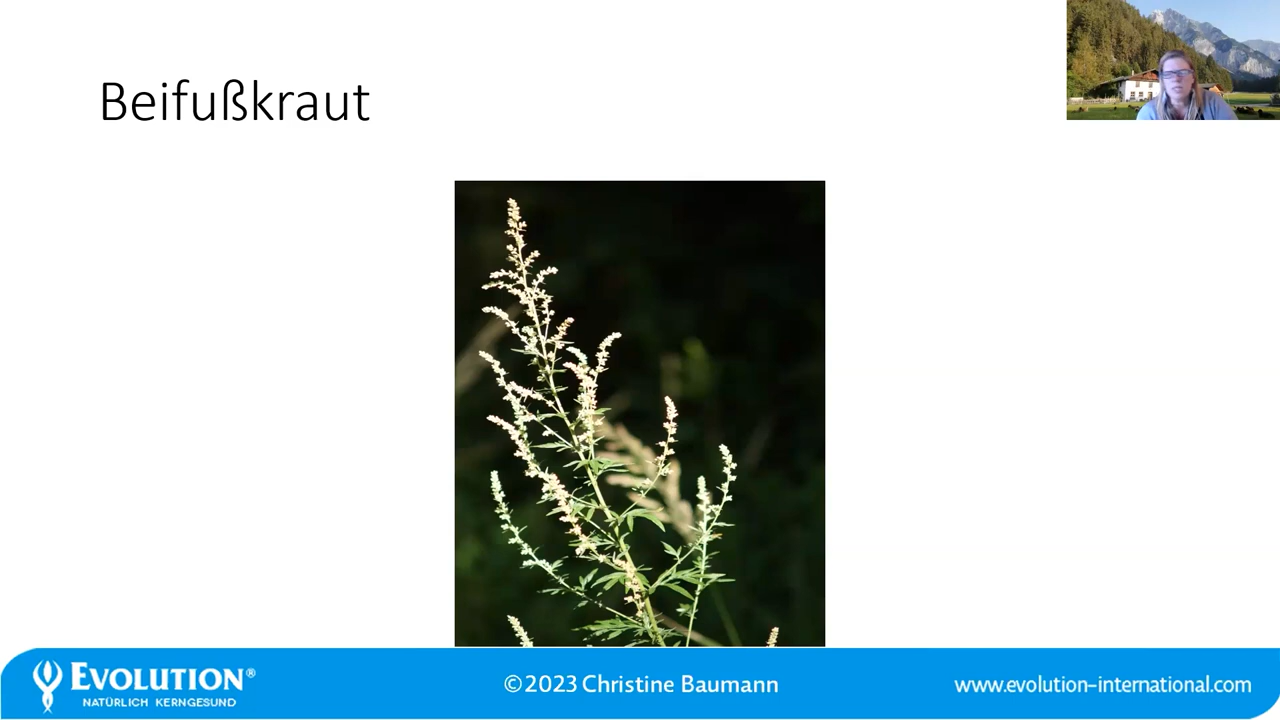 Beifußkraut
EVOLUTION®
NATÜRLICH KERNGESUND
©2023 Christine Baumann
www.evolution-international.com